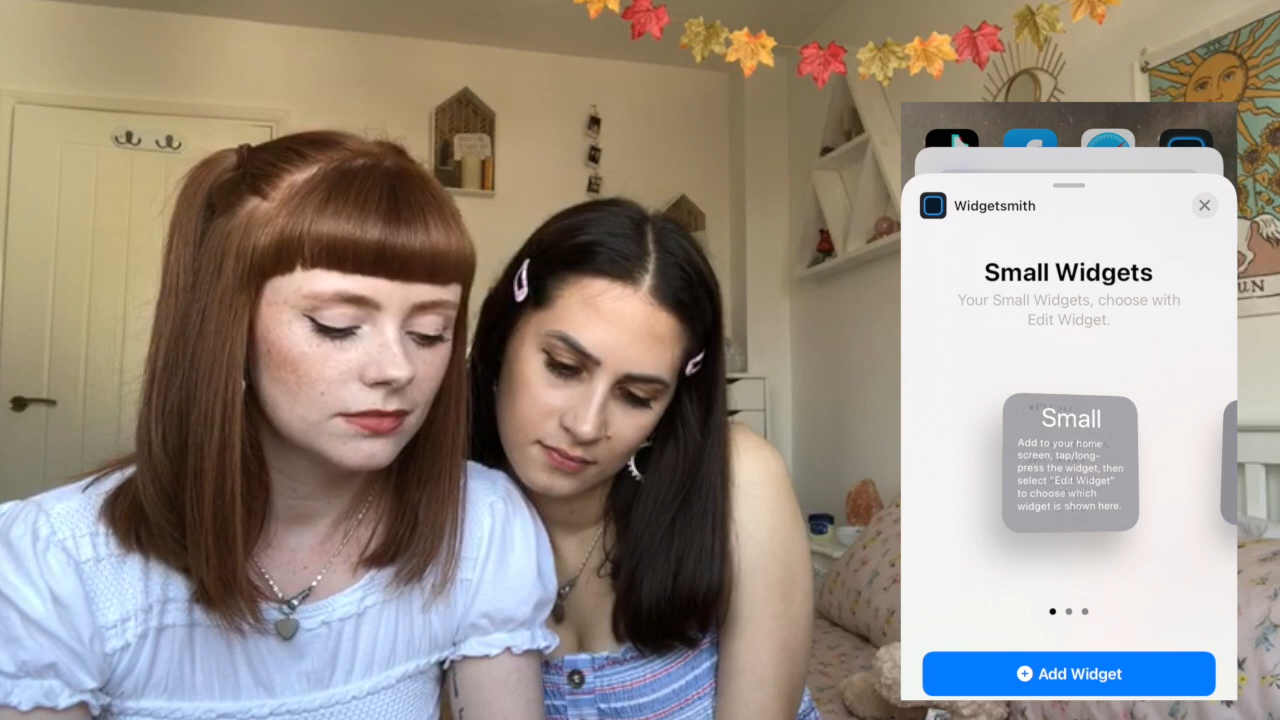 Widgetsmith
Small Widgets
Your Small Widgets, choose with
Edit Widget.
Small
Add to your home
screen, tap/long-
press the widget, then
select "Edit Widget"
to choose which
widget is shown here.
Add Widget
UN